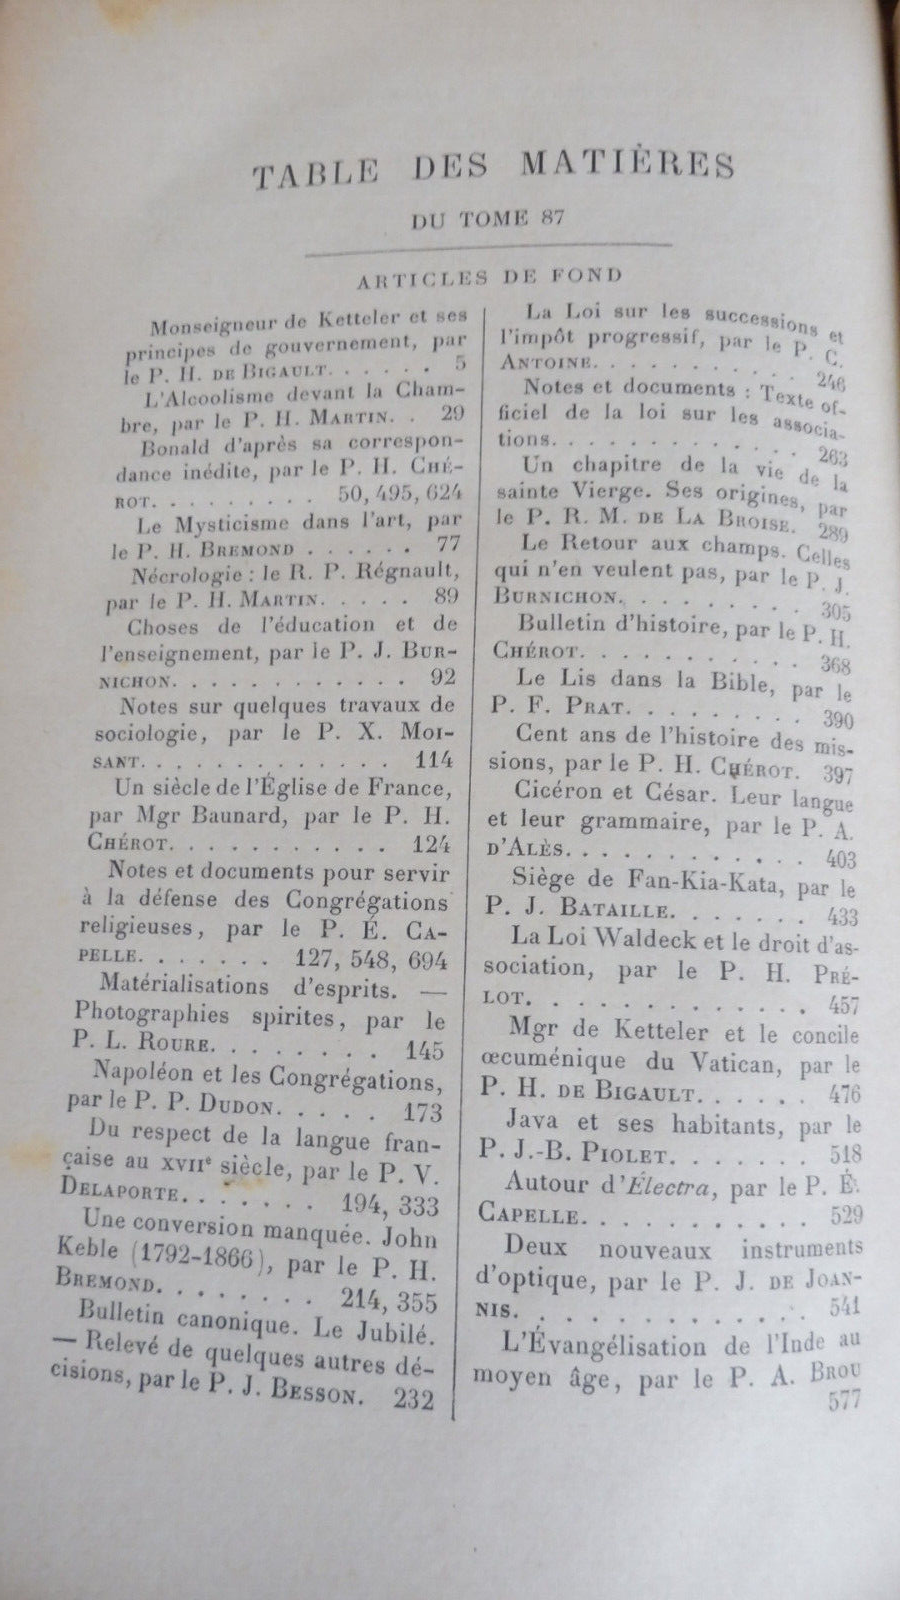 TABLE DES MATIÈRES
DU TOME 87
ARTICLES DE FOND
Monseigneur de Ketteler et ses
principes de gouvernement, par
le P. H. DE BIGAULT. . . . . . 5
L'Alcoolisme devant la Cham-
bre, par le P. H. MARTIN. . 29
Bonald d'après sa correspon-
dance inédite, par le P. H. CHÉ-
ROT. . . . . . . . . 50, 495, 624
Le Mysticisme dans l'art, par
le P. H. BREMOND . . . . . . 77
Nécrologie : le R. P. Régnault,
par le P. H. MARTIN. . . . . 89
Choses de l'éducation et de
l'enseignement, par le P. J. BUR-
NICHON. . . . . . . . . . . . 92
Notes sur quelques travaux de
sociologie, par le P. X. MOI-
SANT. . . . . . . . . . . . . 114
Un siècle de l'Église de France,
par Mgr Baunard, par le P. H.
CHÉROT. . . . . . . . . . . 124
Notes et documents pour servir
à la défense des Congrégations
religieuses, par le P. É. CA-
PELLE. . . . . . . 127, 548, 694
Matérialisations d'esprits. —
Photographies spirites, par le
P. L. ROURE. . . . . . . . 145
Napoléon et les Congrégations,
par le P. P. DUDON. . . . . 173
Du respect de la langue fran-
çaise au XVIIe siècle, par le P. V.
DELAPORTE. . . . . . . 194, 333
Une conversion manquée. John
Keble (1792-1866), par le P. H.
BREMOND. . . . . . . . 214, 355
Bulletin canonique. Le Jubilé.
— Relevé de quelques autres dé-
cisions, par le P. J. BESSON. 232
La Loi sur les successions et
l'impôt progressif, par le P. C.
ANTOINE. . . . . . . . . . . 246
Notes et documents : Texte of-
ficiel de la loi sur les associa-
tions. . . . . . . . . . . . . 263
Un chapitre de la vie de la
sainte Vierge. Ses origines, par
le P. R. M. DE LA BROISE. 289
Le Retour aux champs. Celles
qui n'en veulent pas, par le P. J.
BURNICHON. . . . . . . . . 305
Bulletin d'histoire, par le P. H.
CHÉROT. . . . . . . . . . . 368
Le Lis dans la Bible, par le
P. F. PRAT. . . . . . . . . 390
Cent ans de l'histoire des mis-
sions, par le P. H. CHÉROT. 397
Cicéron et César. Leur langue
et leur grammaire, par le P. A.
D'ALÈS. . . . . . . . . . . . 403
Siège de Fan-Kia-Kata, par le
P. J. BATAILLE. . . . . . . 433
La Loi Waldeck et le droit d'as-
sociation, par le P. H. PRÉ-
LOT. . . . . . . . . . . . . 457
Mgr de Ketteler et le concile
œcuménique du Vatican, par le
P. H. DE BIGAULT. . . . . . 476
Java et ses habitants, par le
P. J.-B. PIOLET. . . . . . . 518
Autour d'Électra, par le P. É.
CAPELLE. . . . . . . . . . . 529
Deux nouveaux instruments
d'optique, par le P. J. DE JOAN-
NIS. . . . . . . . . . . . . 541
L'Évangélisation de l'Inde au
moyen âge, par le P. A. BROU
577